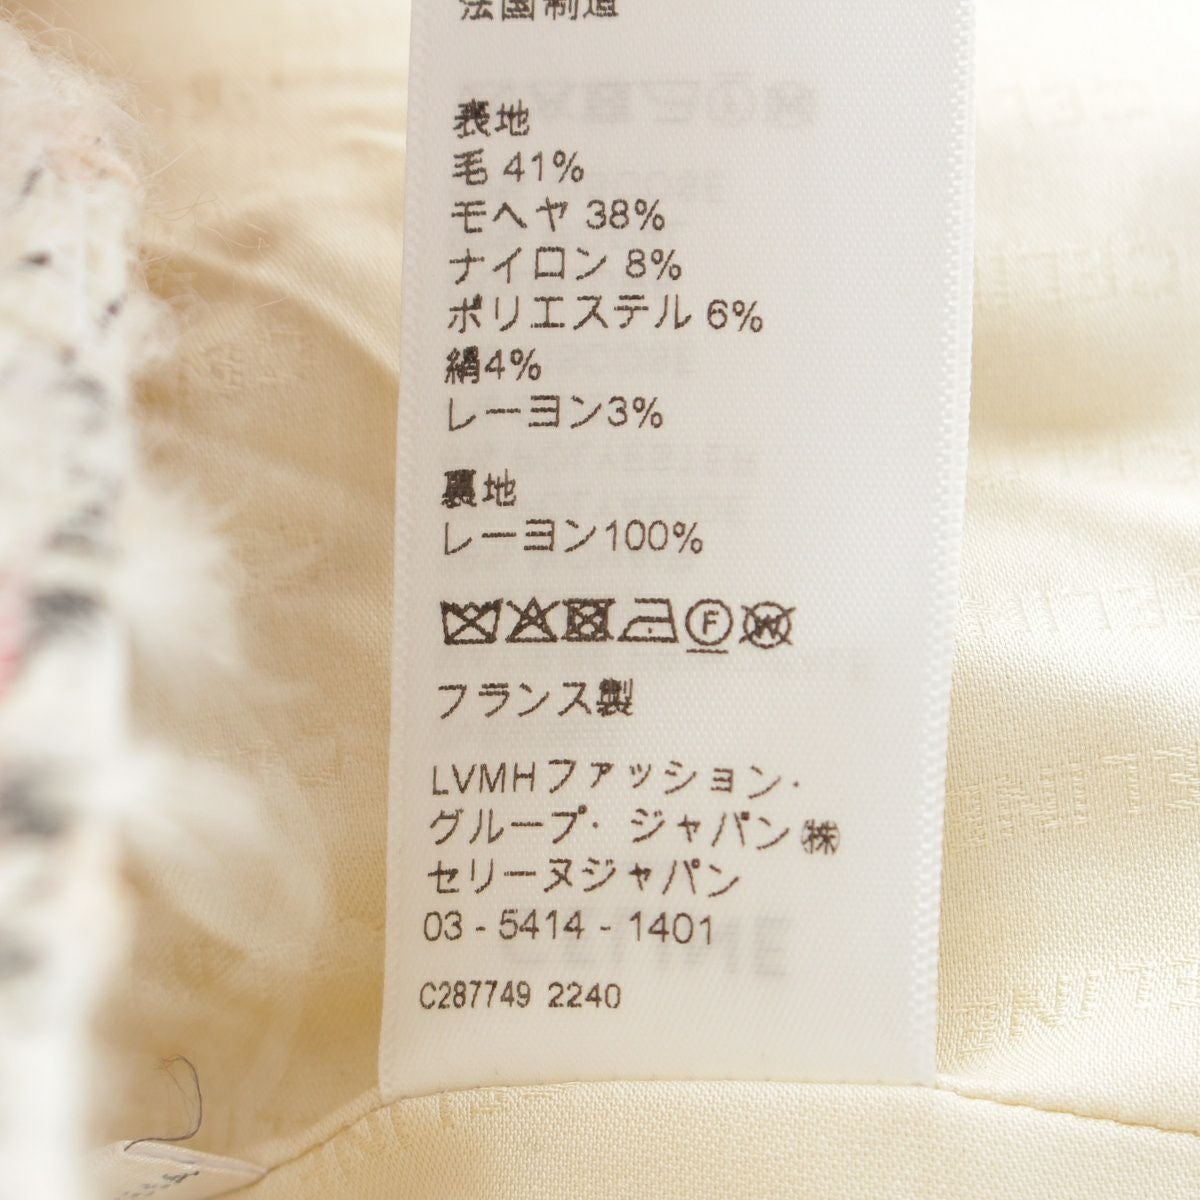 法国制造
表地
毛 41%
モヘヤ 38%
ナイロン 8%
ポリエステル 6%
絹4%
レーヨン3%
裏地
レーヨン100%
F W
フランス製
LVMHファッション・
グループ・ジャパン㈱
セリーヌジャパン
03 - 5414 - 1401
C287749 2240